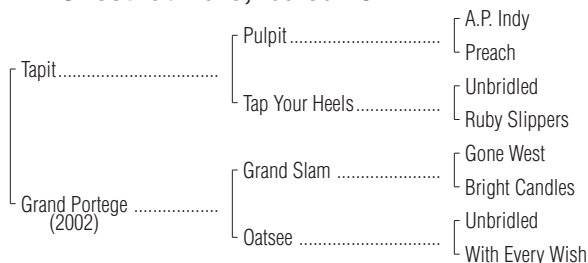 A.P. Indy
Pulpit........................................
Preach
Tapit..........................................
Unbridled
Tap Your Heels ......................
Ruby Slippers
Gone West
Grand Slam ...........................
Bright Candles
Grand Portege ......................
(2002)
Unbridled
Oatsee .....................................
With Every Wish